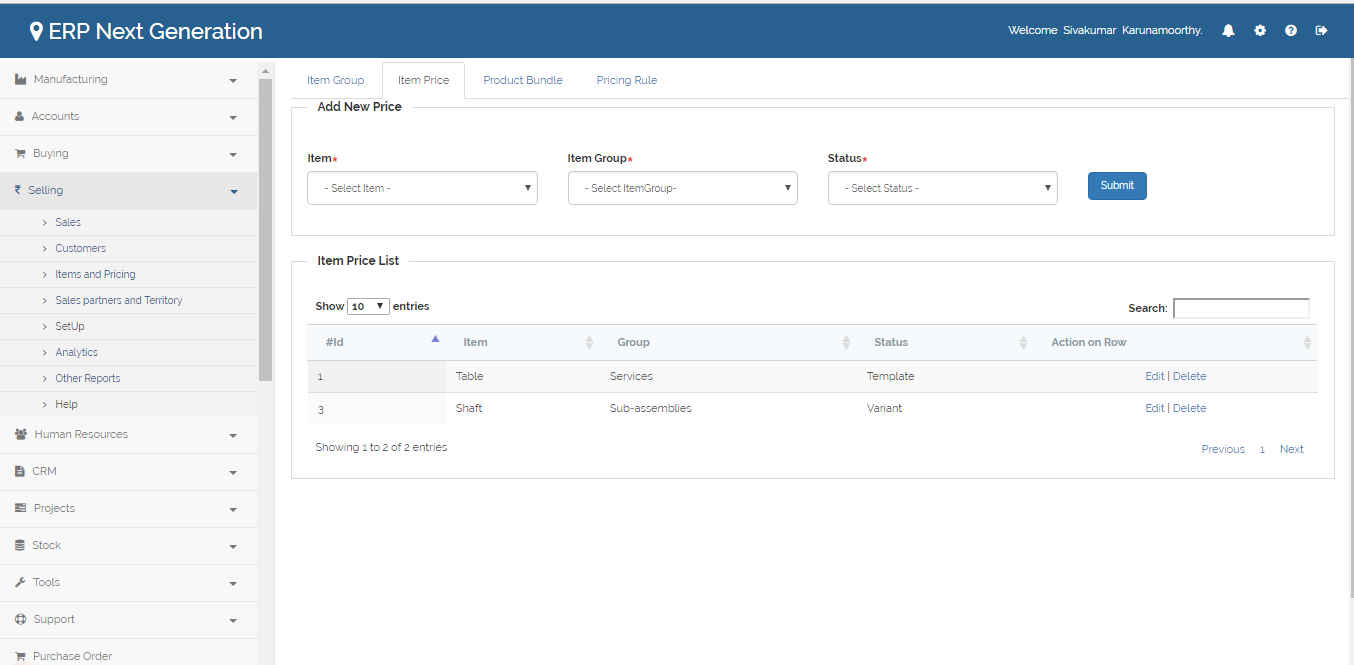 ERP Next Generation
Welcome Sivakumar Karunamoorthy.
Manufacturing
Accounts
Buying
Selling
Sales
Customers
Items and Pricing
Sales partners and Territory
SetUp
Analytics
Other Reports
Help
Human Resources
CRM
Projects
Stock
Tools
Support
Purchase Order
Item Group Item Price Product Bundle Pricing Rule
Add New Price
Item* Item Group* Status*
- Select Item - - Select ItemGroup- - Select Status - Submit
Item Price List
Show 10 entries Search:
#Id Item Group Status Action on Row
1 Table Services Template Edit | Delete
3 Shaft Sub-assemblies Variant Edit | Delete
Showing 1 to 2 of 2 entries Previous 1 Next